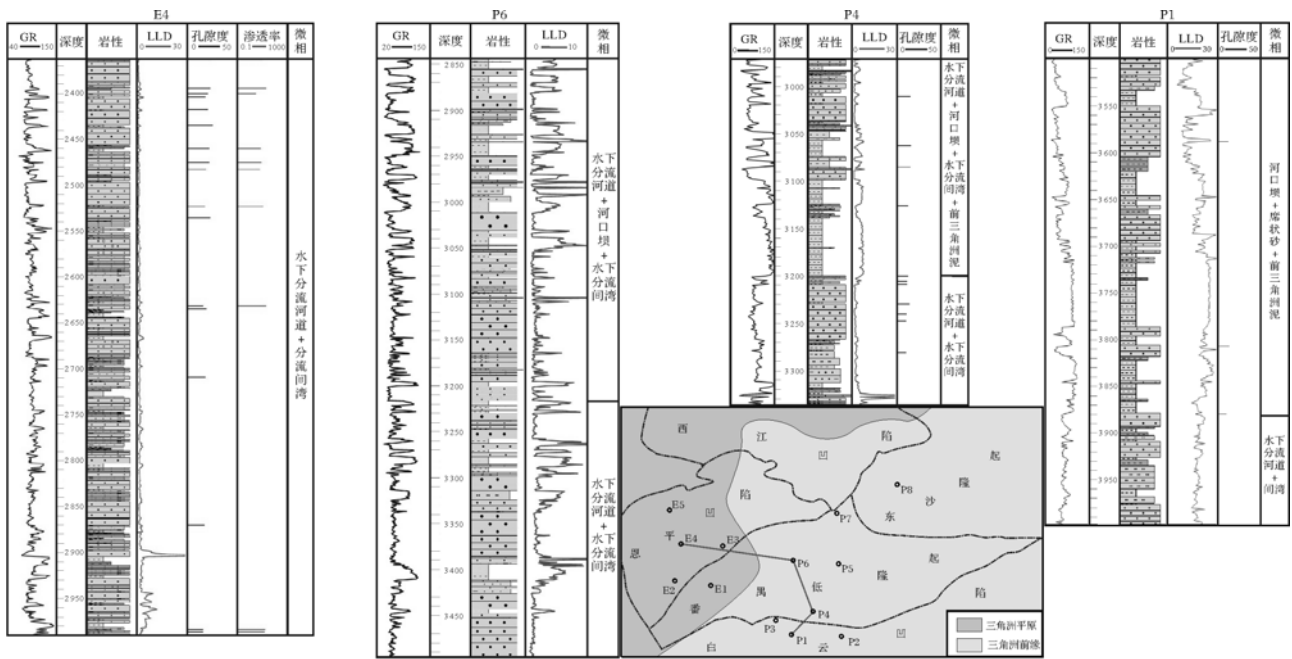 E4
GR
40 150
深度
岩性
LLD
0 30
孔隙度
0 50
渗透率
0 1 1000
微相
2400
2450
2500
2550
2600
2650
2700
2750
2800
2850
2900
2950
水下分流河道+分流间湾
P6
GR
20 150
深度
岩性
LLD
0 10
微相
2850
2900
2950
3000
3050
3100
3150
3200
3250
3300
3350
3400
3450
水下
分流
河道
+
河口
坝
+
水下
分流
间湾
水下
分流
河道
+
水下
分流
间湾
P4
GR
0 150
深度
岩性
LLD
0 30
孔隙度
0 50
微相
3000
3050
3100
3150
3200
3250
3300
水下
分流
河道
+
河口
坝
+
水下
分流
间湾
+
前三
角洲
泥
水下
分流
河道
+
水下
分流
间湾
P1
GR
0 150
深度
岩性
LLD
0 30
孔隙度
0 50
微相
3550
3600
3650
3700
3750
3800
3850
3900
3950
河口坝+席状砂+前三角洲泥
水下
分流
河道
+
间湾
西江凹陷
恩平凹陷
番禺低隆起
东沙隆起
白云凹陷
E5
E4
E3
E2
E1
P8
P7
P6
P5
P4
P3
P1
P2
三角洲平原
三角洲前缘